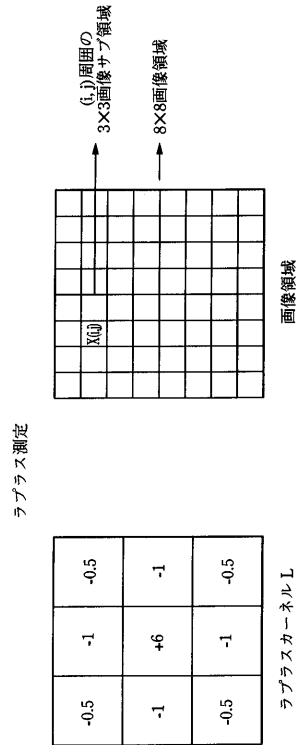 ラプラス測定
-0.5 -1 -0.5
-1 +6 -1
-0.5 -1 -0.5
ラプラスカーネル L
X(i,j)
(i,j)周囲の
3×3画像サブ領域
8×8画像領域
画像領域